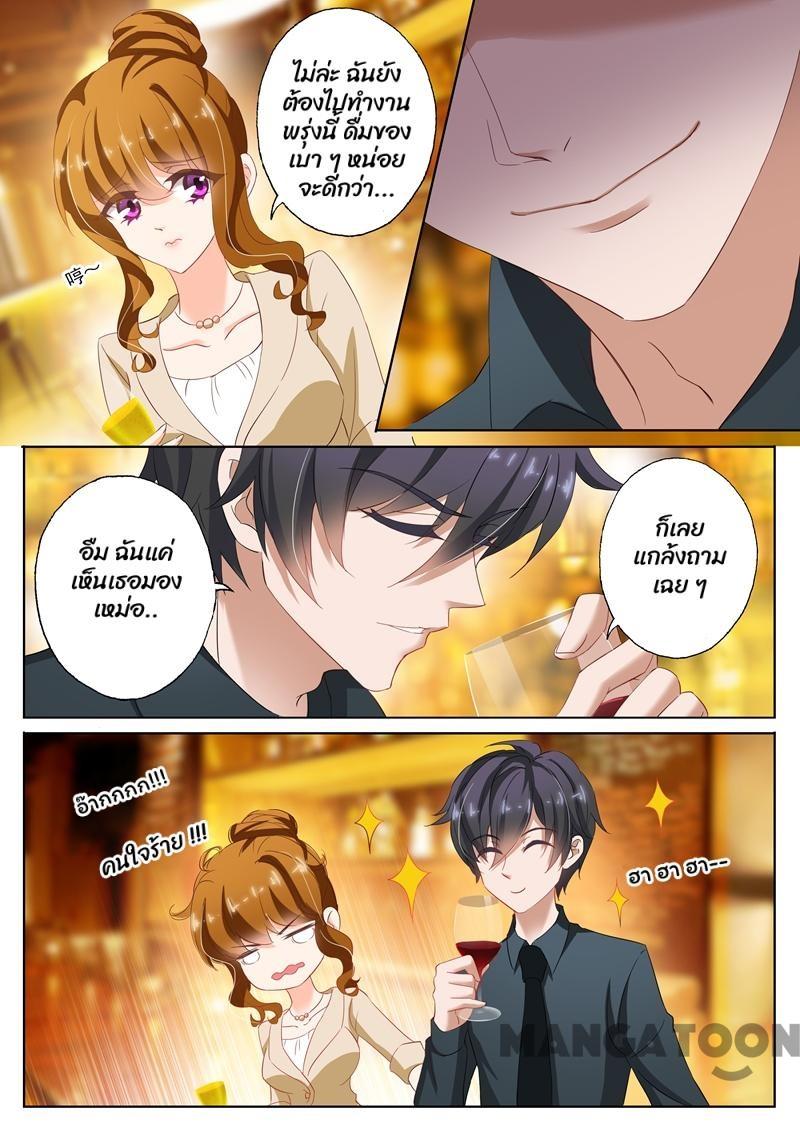 ไม่ล่ะ ฉันยัง
ต้องไปทำงาน
พรุ่งนี้ ดื่มของ
เบา ๆ หน่อย
จะดีกว่า...
哼~
อืม ฉันแค่
เห็นเธอมอง
เหม่อ..
ก็เลย
แกล้งถาม
เฉย ๆ
อ๊ากกกก!!!
คนใจร้าย !!!
ฮา ฮา ฮา--
MANGATOON